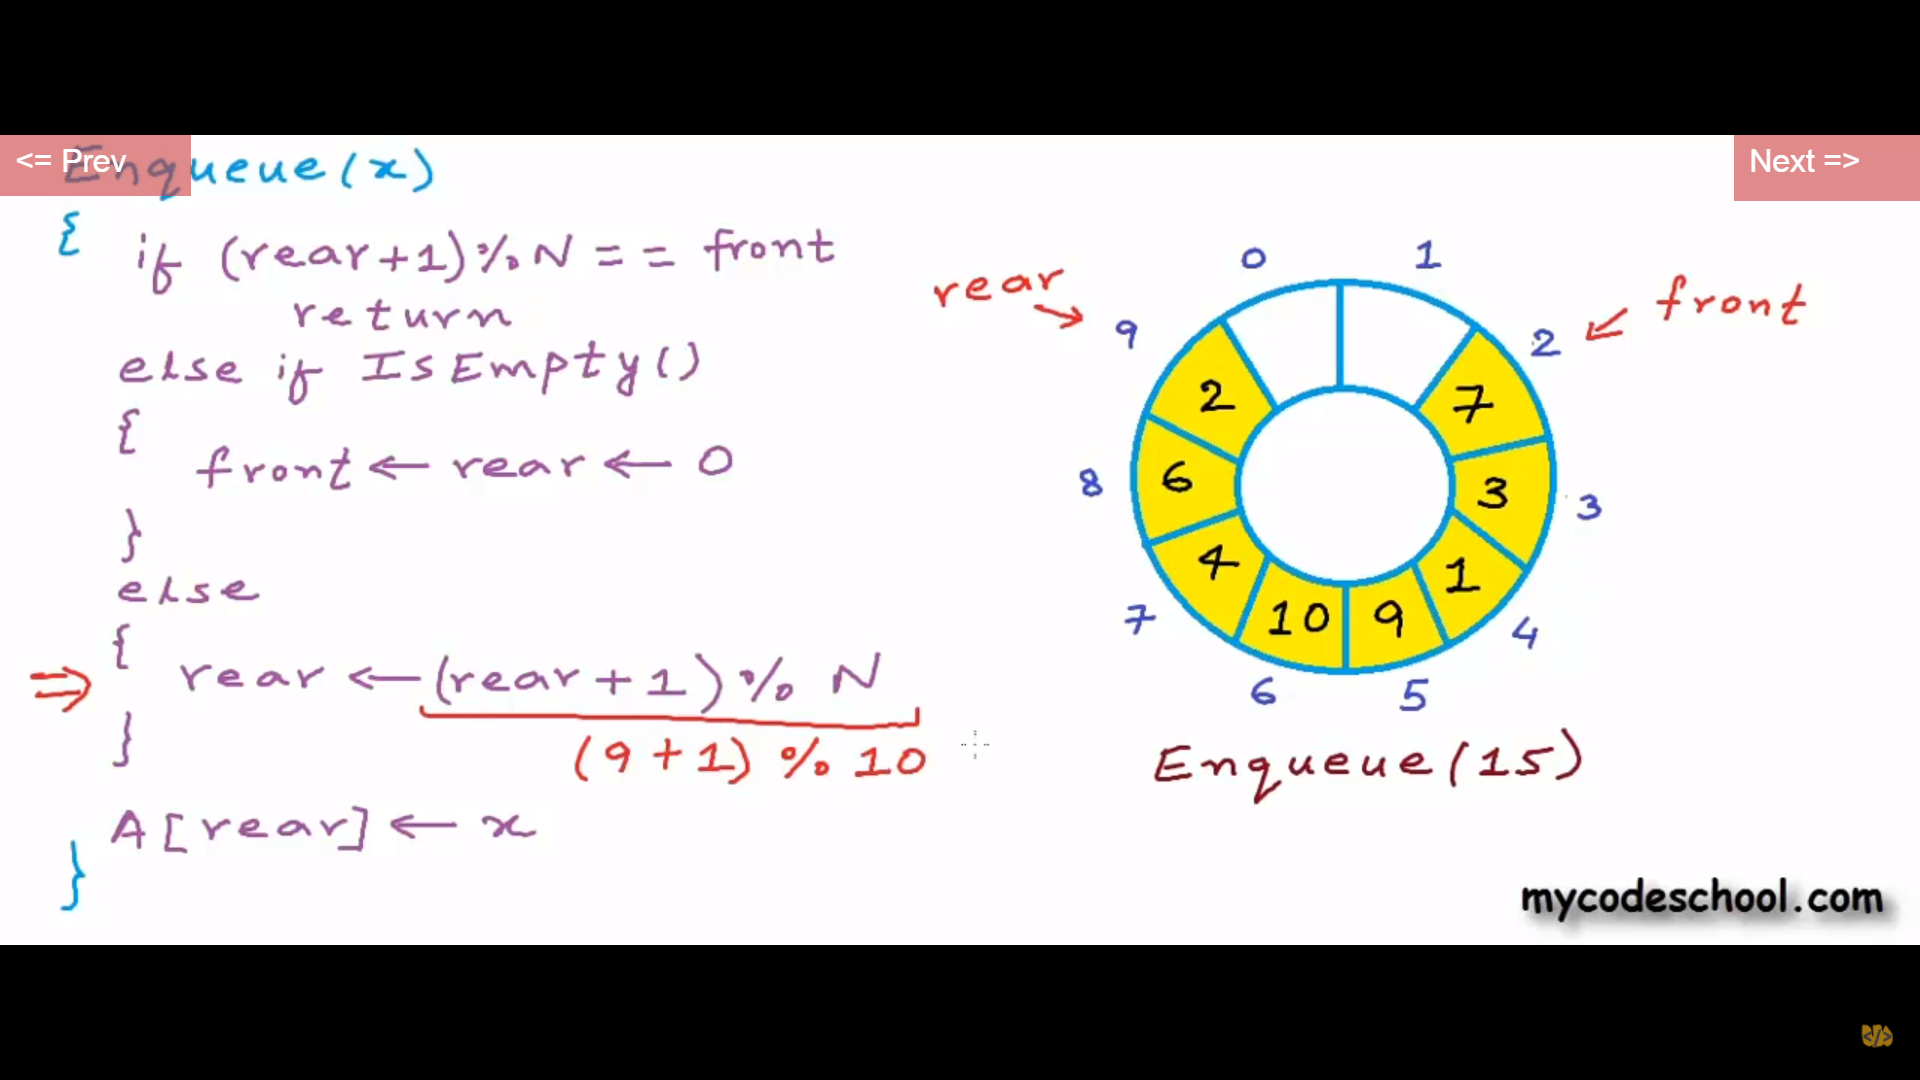 <= Prev
Next =>
Enqueue(x)
{
if (rear+1)%N == front
return
else if IsEmpty()
{
front ← rear ← 0
}
else
{
⇒ rear ← (rear+1)% N
}
(9+1) % 10
A[rear] ← x
}
rear →
← front
0 1 2 3 4 5 6 7 8 9
7 3 1 9 10 4 6 2
Enqueue(15)
mycodeschool.com